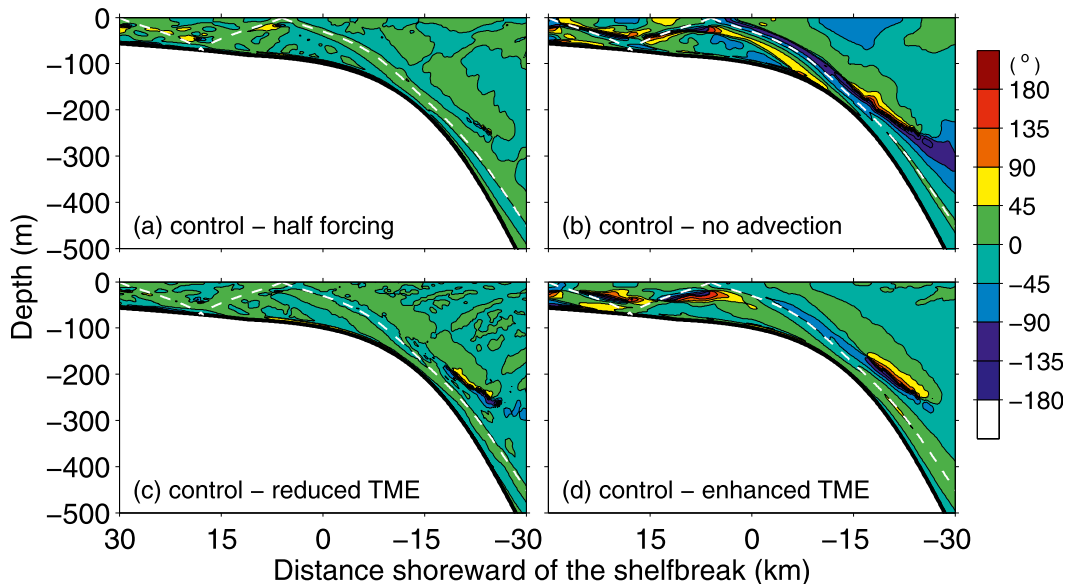 0
−100
−200
−300
−400
−500
(a) control − half forcing
(b) control − no advection
0
−100
−200
−300
−400
−500
(c) control − reduced TME
(d) control − enhanced TME
Depth (m)
30 15 0 −15 −30
15 0 −15 −30
Distance shoreward of the shelfbreak (km)
(°)
180
135
90
45
0
−45
−90
−135
−180